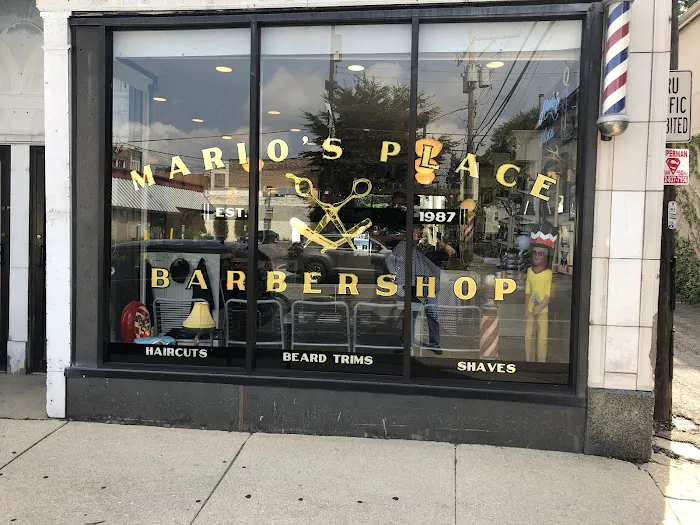 MARIO'S PLACE
EST. 1987
BARBERSHOP
HAIRCUTS BEARD TRIMS SHAVES